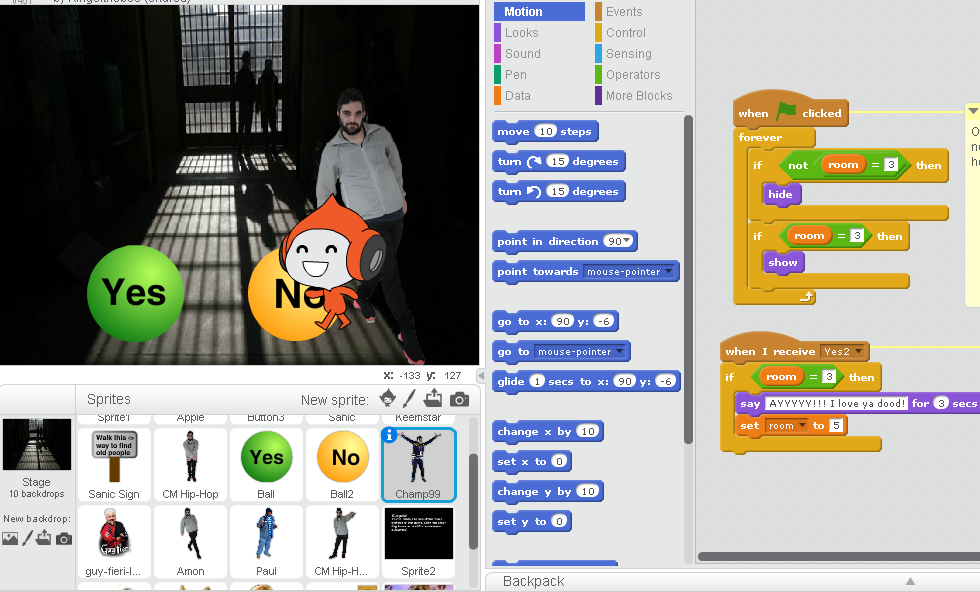 by Kingofthebos (shared)
Yes
No
X: -133 y: 127
Sprites
New sprite:
Sprite1
Apple
Button3
Sanic
Keemstar
Walk this ->
way to find
old people
Yes
No
Sanic Sign
CM Hip-Hop
Ball
Ball2
Champ99
Stage
10 backdrops
New backdrop:
Guy Fieri
guy-fieri-l...
Amon
Paul
CM Hip-H...
Sprite2
Motion
Looks
Sound
Pen
Data
Events
Control
Sensing
Operators
More Blocks
move 10 steps
turn 15 degrees
turn 15 degrees
point in direction 90
point towards mouse-pointer
go to x: 90 y: -6
go to mouse-pointer
glide 1 secs to x: 90 y: -6
change x by 10
set x to 0
change y by 10
set y to 0
Backpack
when clicked
forever
if not room = 3 then
hide
if room = 3 then
show
when I receive Yes2
if room = 3 then
say AYYYYY!!! I love ya dood! for 3 secs
set room to 5